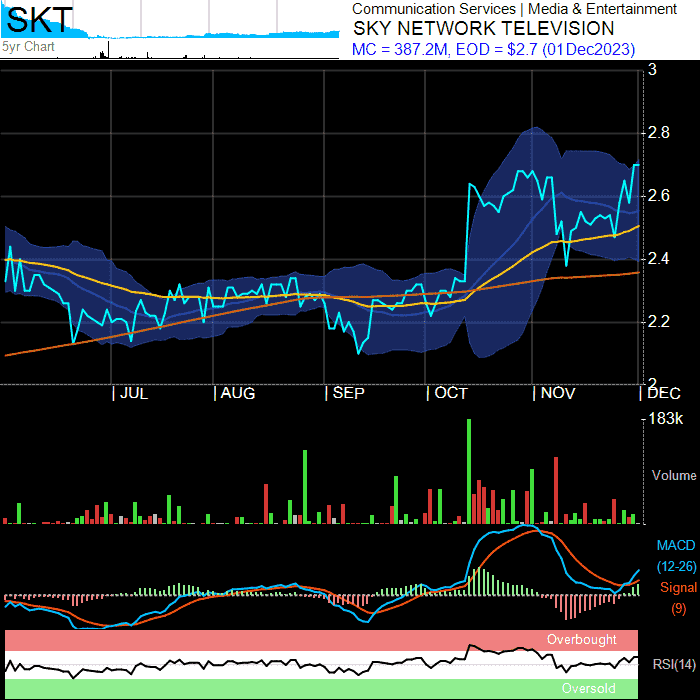 SKT
5yr Chart
Communication Services | Media & Entertainment
SKY NETWORK TELEVISION
MC = 387.2M, EOD = $2.7 (01Dec2023)
3
2.8
2.6
2.4
2.2
2
| JUL | AUG | SEP | OCT | NOV | DEC
183k
Volume
MACD
(12-26)
Signal
(9)
Overbought
RSI(14)
Oversold